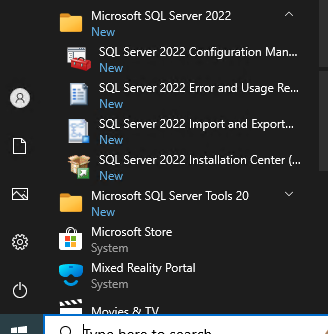 Microsoft SQL Server 2022
New
SQL Server 2022 Configuration Man...
New
SQL Server 2022 Error and Usage Re...
New
SQL Server 2022 Import and Export...
New
SQL Server 2022 Installation Center (...
New
Microsoft SQL Server Tools 20
New
Microsoft Store
System
Mixed Reality Portal
System
Movies & TV
Type here to search